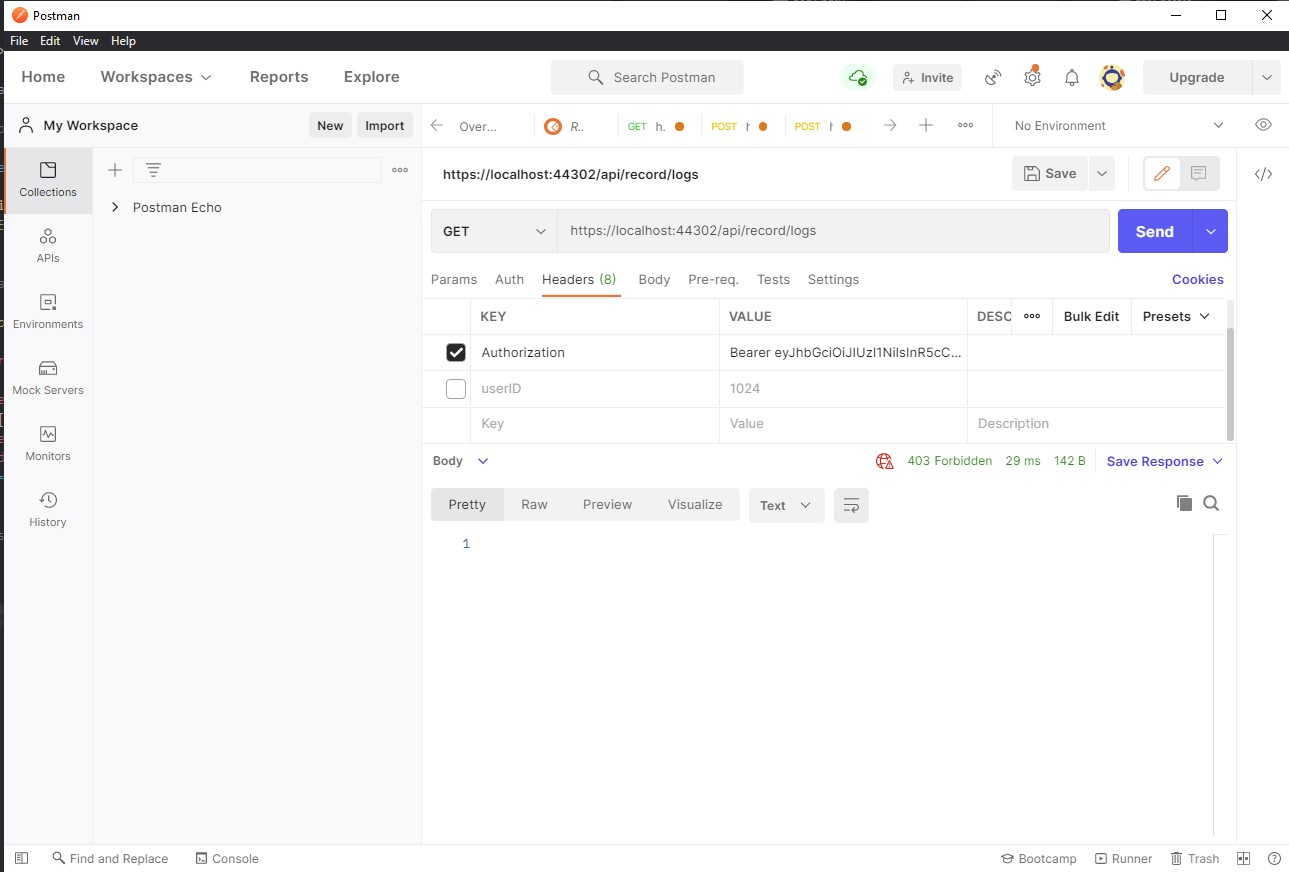 Postman
File Edit View Help
Home Workspaces Reports Explore Search Postman Invite Upgrade
My Workspace New Import Over... R.. GET h. POST POST No Environment
https://localhost:44302/api/record/logs Save </>
Collections
Postman Echo
GET https://localhost:44302/api/record/logs Send
APIs
Params Auth Headers (8) Body Pre-req. Tests Settings Cookies
Environments
KEY VALUE DESC Bulk Edit Presets
Authorization Bearer eyJhbGciOiJIUzI1NiIsInR5cC...
Mock Servers
userID 1024
Key Value Description
Monitors
Body 403 Forbidden 29 ms 142 B Save Response
Pretty Raw Preview Visualize Text
History
1
Find and Replace Console Bootcamp Runner Trash